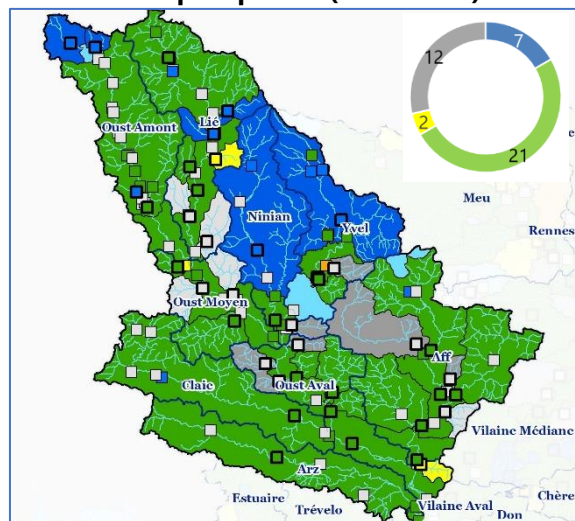 7
12
2
21
Oust Amont
Lié
Meu
Ninian
Yvel
Rennes
Oust Moyen
Aff
Claie
Oust Aval
Vilaine Médiane
Arz
Estuaire
Vilaine Aval
Chère
Trévelo
Don